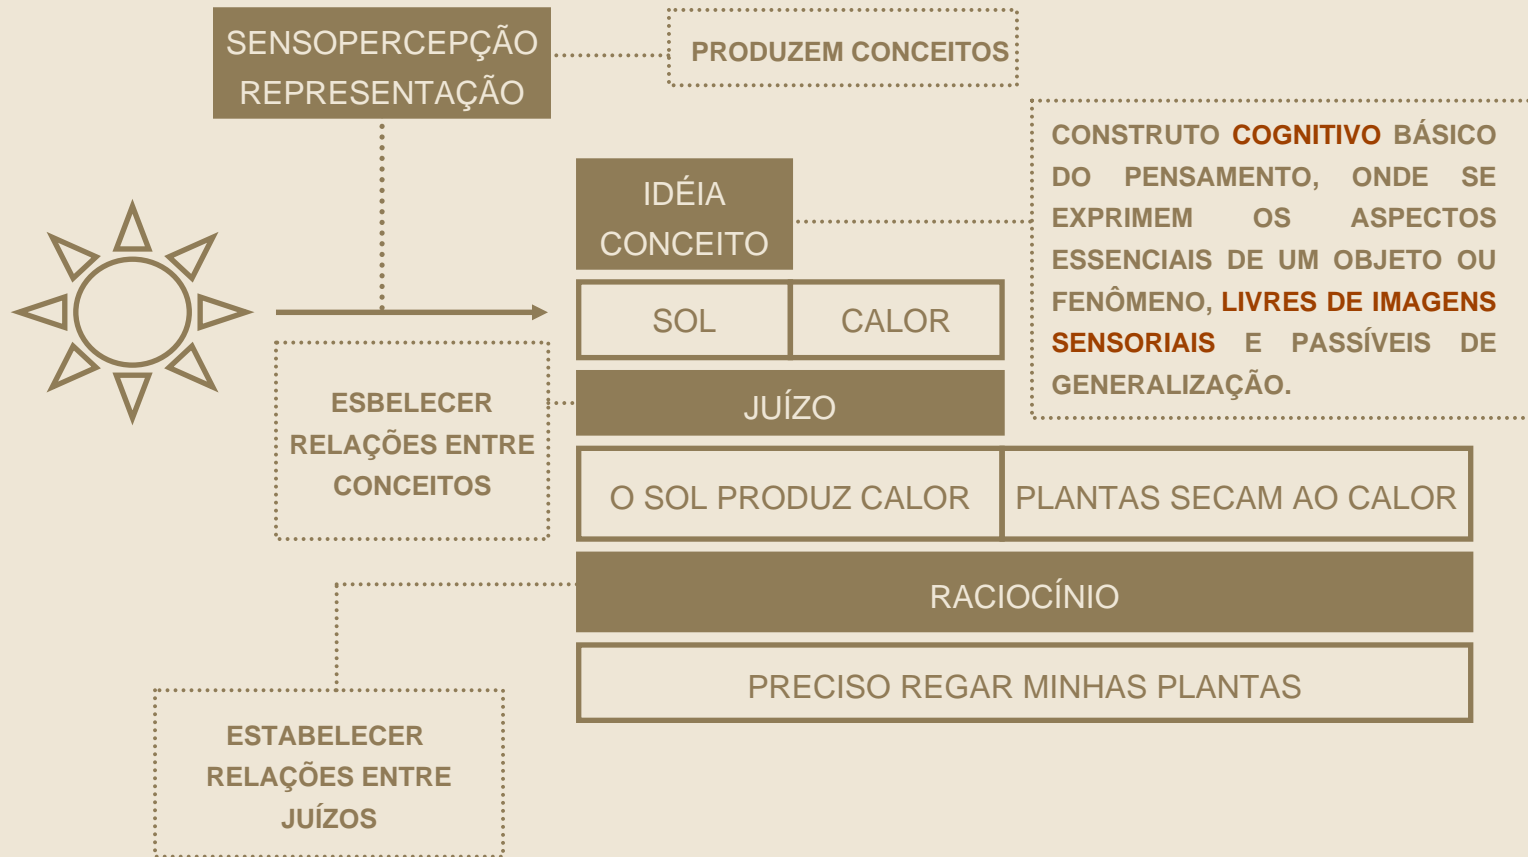 SENSOPERCEPÇÃO
REPRESENTAÇÃO
PRODUZEM CONCEITOS
IDÉIA
CONCEITO
CONSTRUTO COGNITIVO BÁSICO
DO PENSAMENTO, ONDE SE
EXPRIMEM OS ASPECTOS
ESSENCIAIS DE UM OBJETO OU
FENÔMENO, LIVRES DE IMAGENS
SENSORIAIS E PASSÍVEIS DE
GENERALIZAÇÃO.
SOL
CALOR
ESBELECER
RELAÇÕES ENTRE
CONCEITOS
JUÍZO
O SOL PRODUZ CALOR
PLANTAS SECAM AO CALOR
RACIOCÍNIO
PRECISO REGAR MINHAS PLANTAS
ESTABELECER
RELAÇÕES ENTRE
JUÍZOS